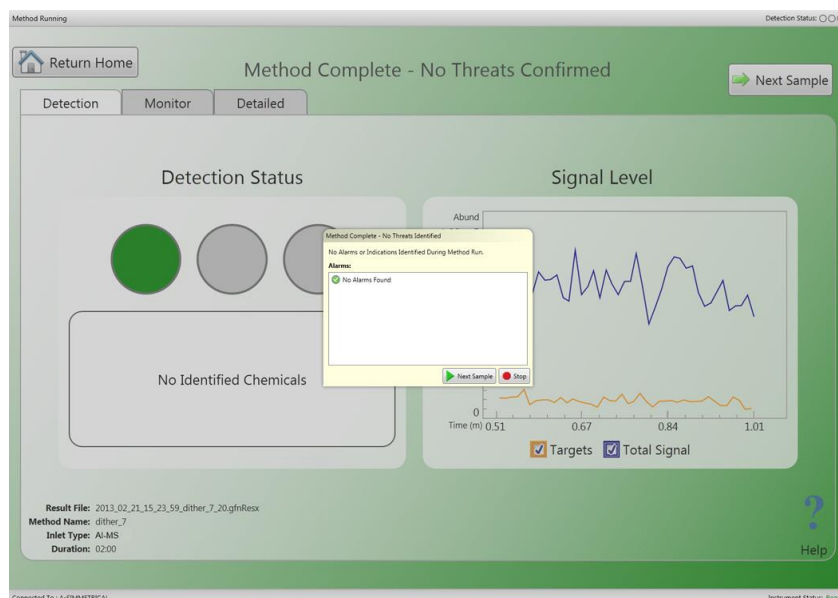 Method Running
Detection Status:
Return Home
Method Complete - No Threats Confirmed
Next Sample
Detection
Monitor
Detailed
Detection Status
Signal Level
Abund
Method Complete - No Threats Identified
No Alarms or Indications Identified During Method Run.
Alarms:
No Alarms Found
Next Sample
Stop
No Identified Chemicals
0
Time (m) 0.51 0.67 0.84 1.01
Targets
Total Signal
Result File: 2013_02_21_15_23_59_dither_7_20.gfnResx
Method Name: dither_7
Inlet Type: AI-MS
Duration: 02:00
?
Help
Instrument Status: